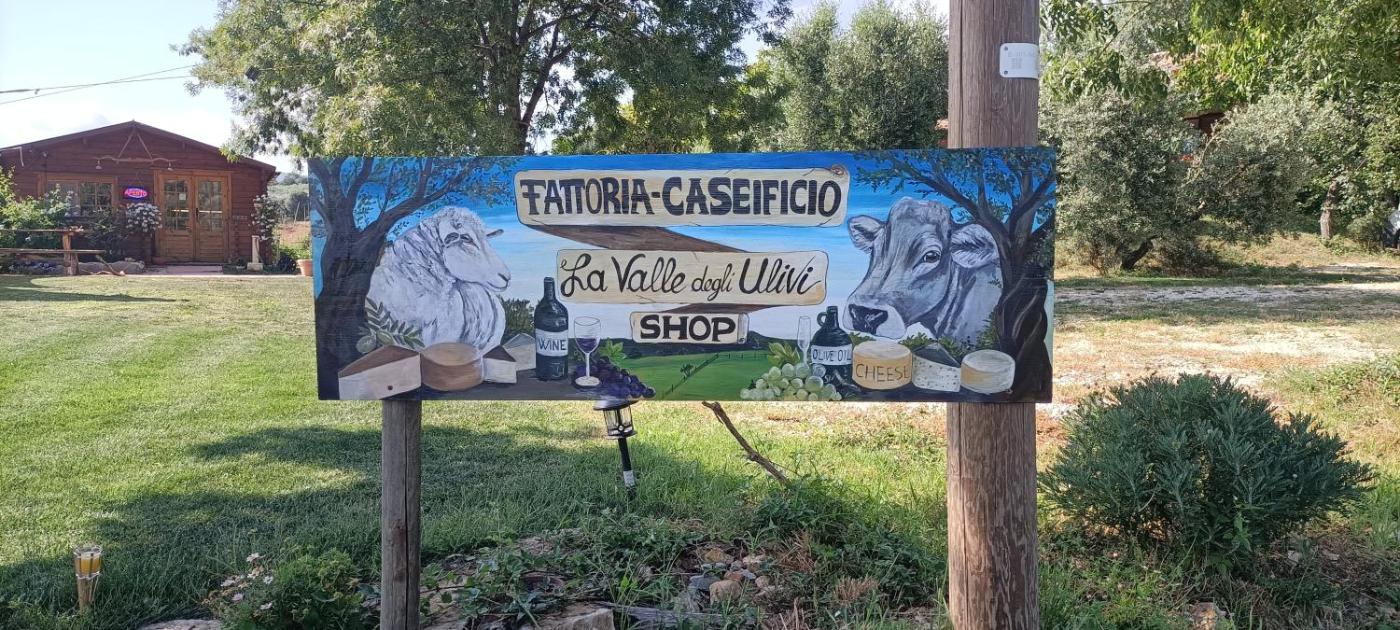 FATTORIA-CASEIFICIO
La Valle degli Ulivi
SHOP
WINE
OLIVE OIL
CHEESE
APERTO